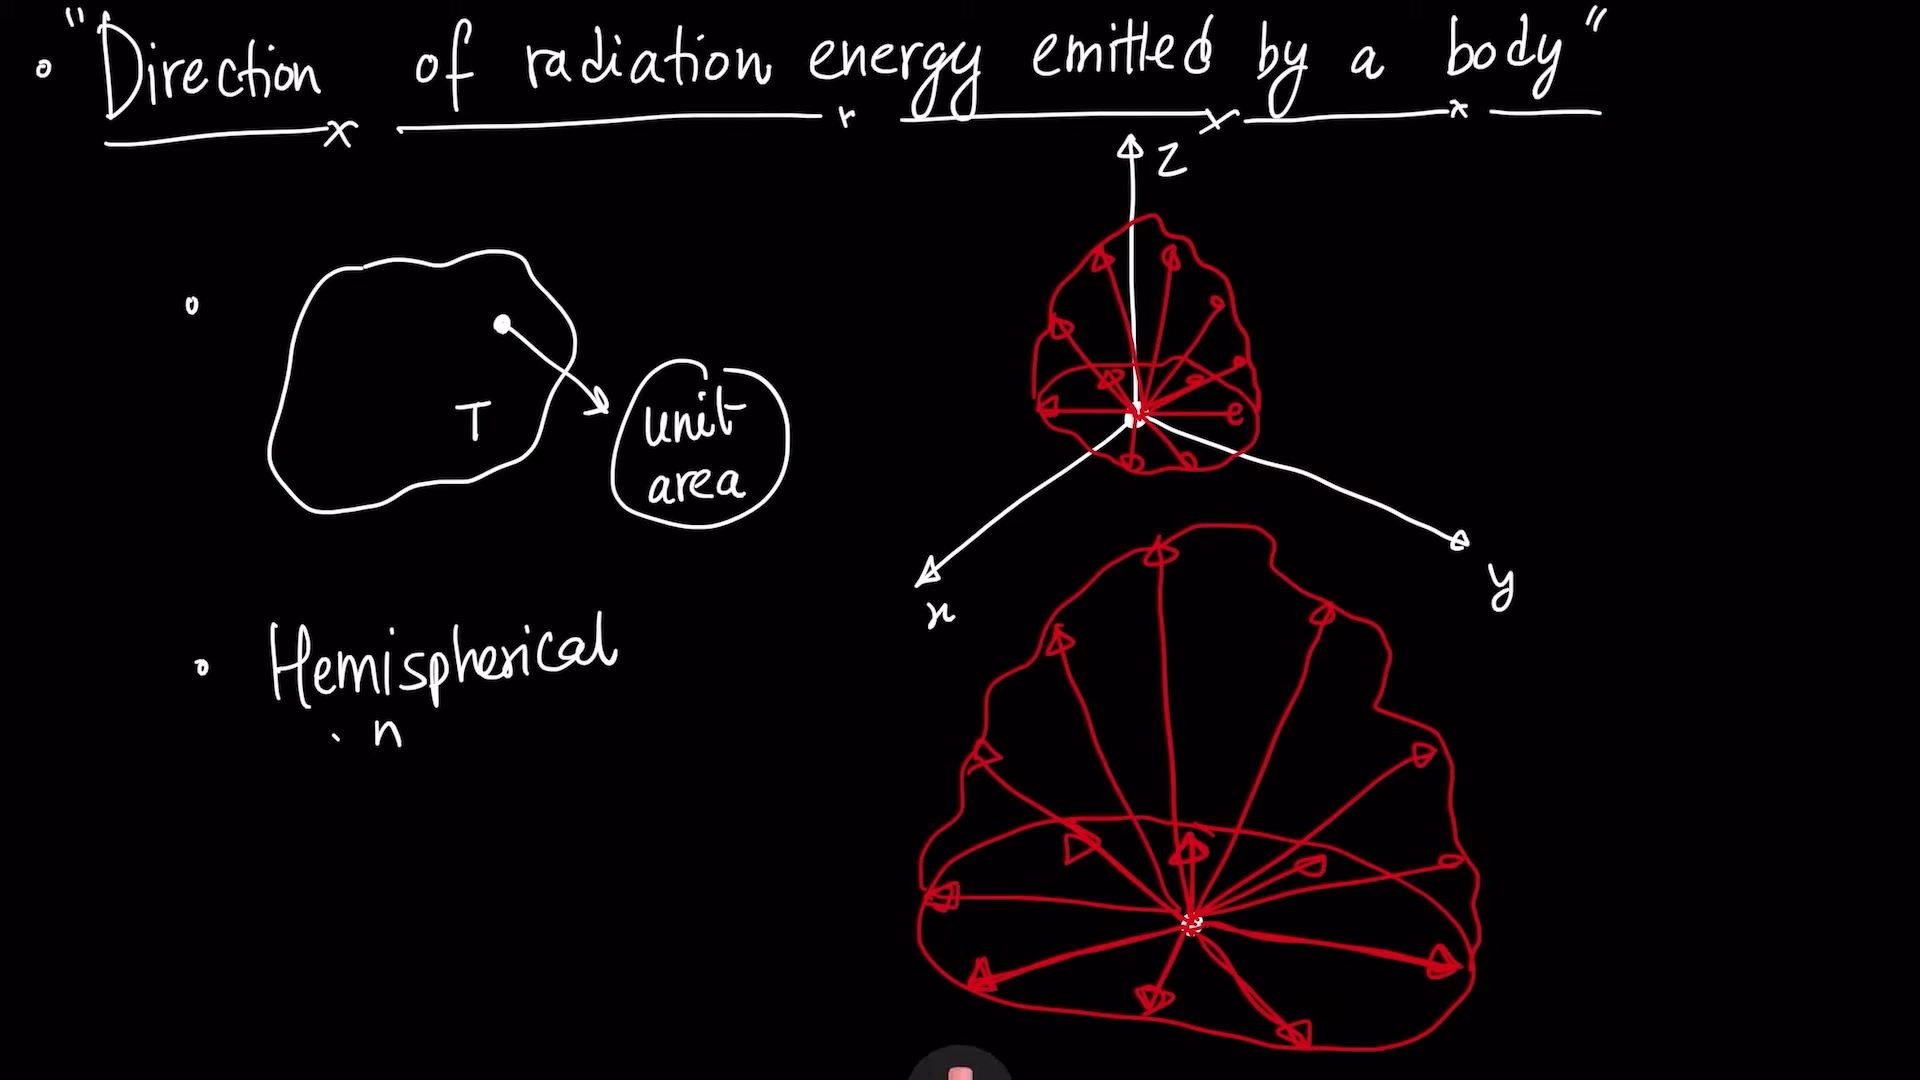 "Direction of radiation energy emitted by a body"
Z
T
unit
area
e
x
y
Hemispherical
n